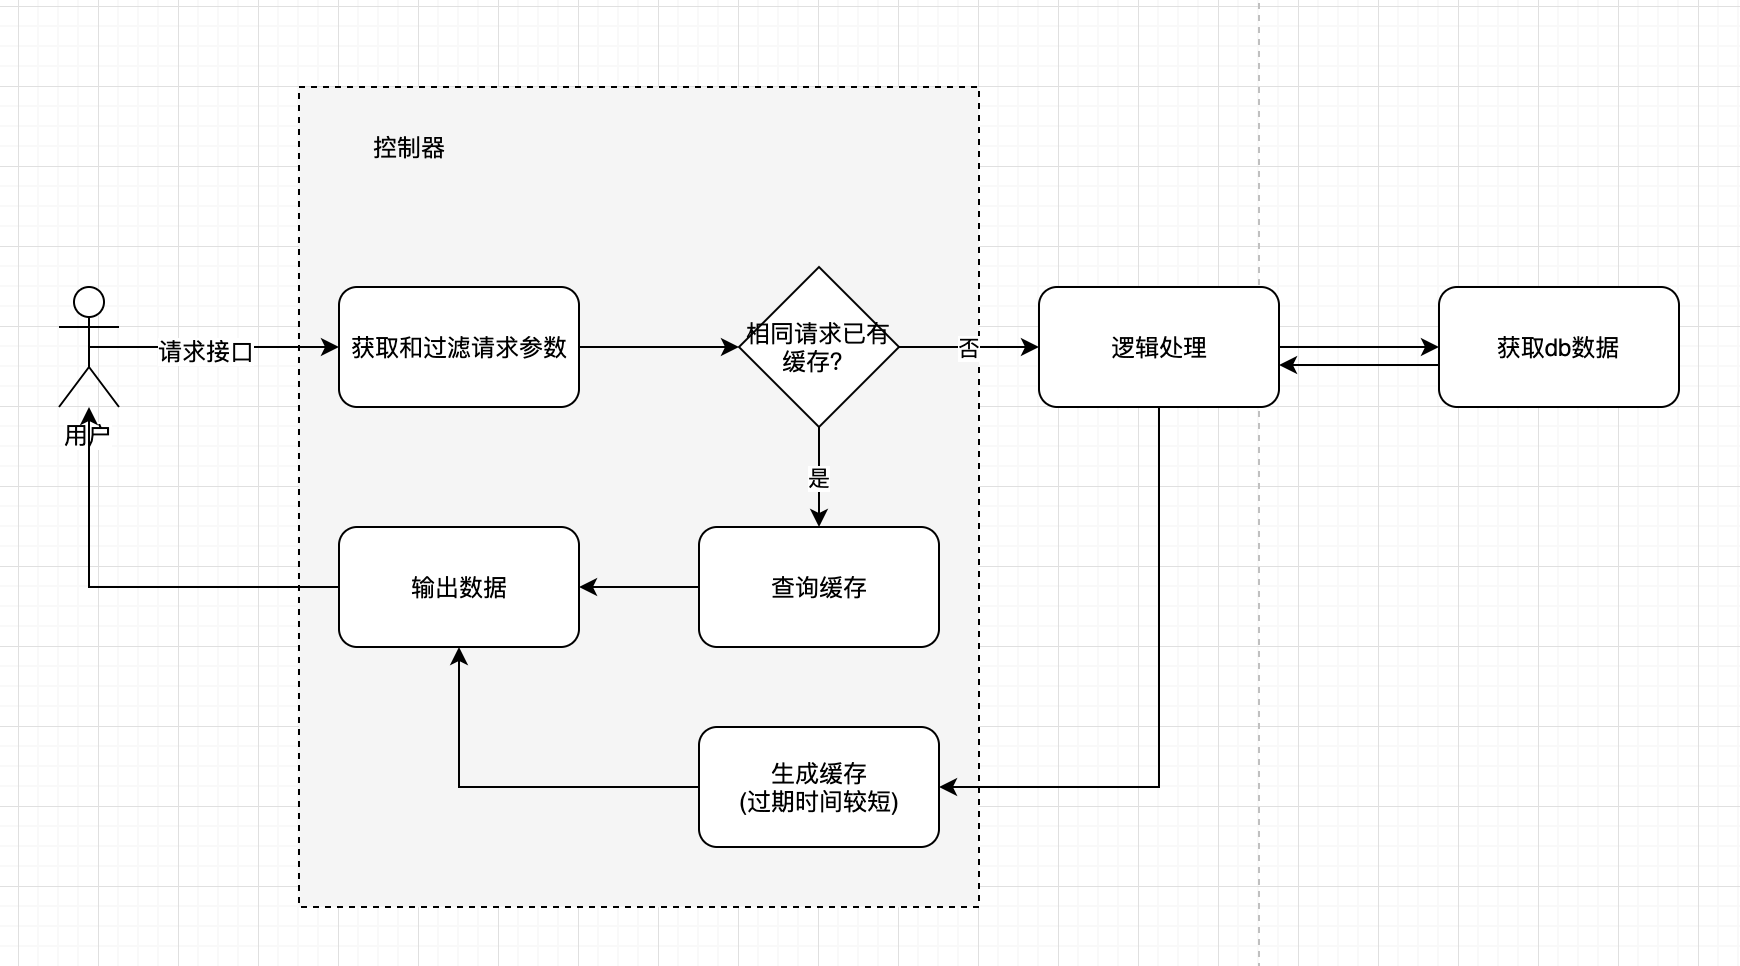 控制器
用户
请求接口
获取和过滤请求参数
相同请求已有
缓存?
否
逻辑处理
获取db数据
是
输出数据
查询缓存
生成缓存
(过期时间较短)